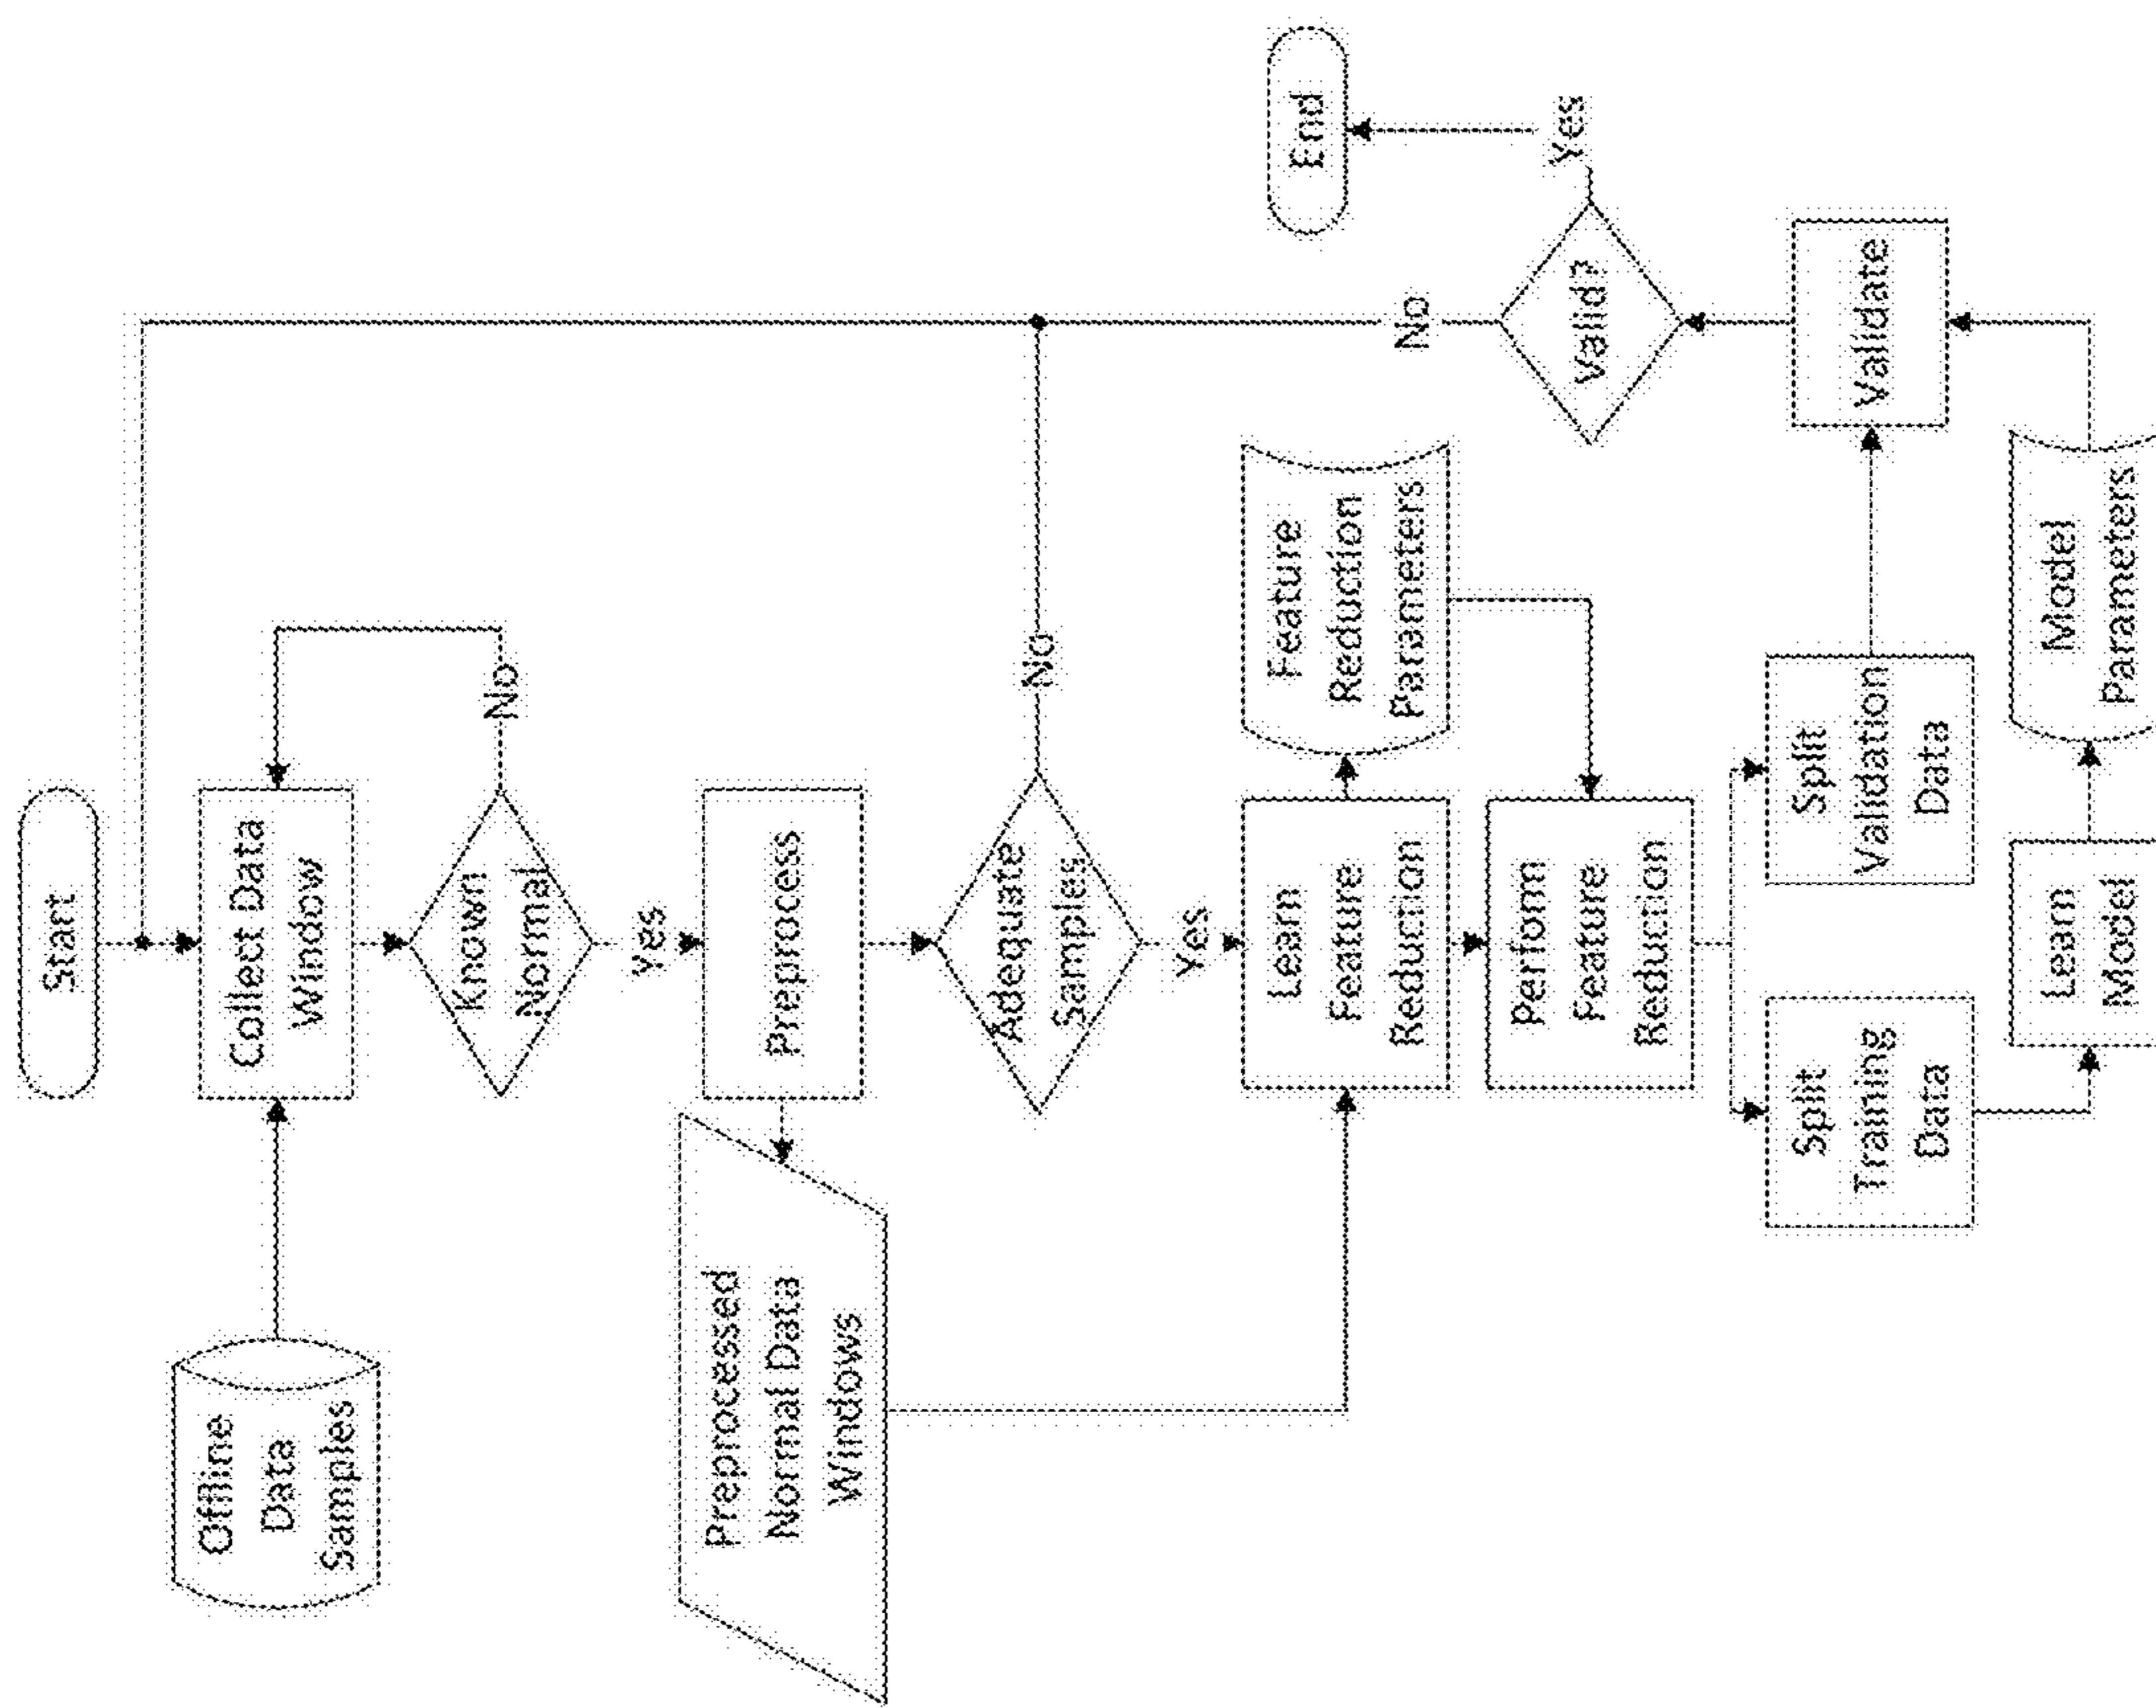 Start
Offline
Data
Samples
Collect Data
Window
Known
Normal
No
Yes
Preprocessed
Normal Data
Windows
Preprocess
Adequate
Samples
No
Yes
Learn
Feature
Reduction
Feature
Reduction
Parameters
Perform
Feature
Reduction
Split
Training
Data
Split
Validation
Data
Learn
Model
Model
Parameters
Validate
Valid?
No
Yes
End